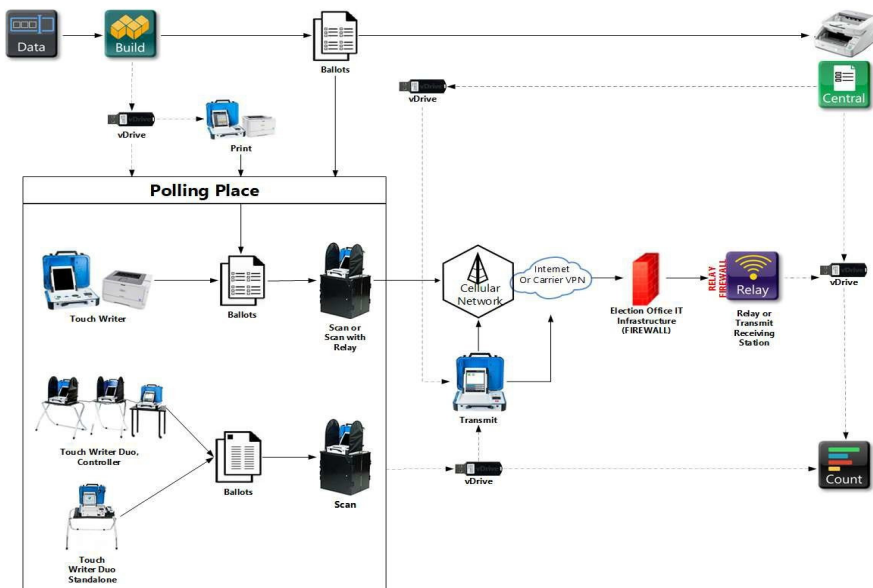 Data
Build
Ballots
Central
vDrive
vDrive
Print
Polling Place
Touch Writer
Ballots
Scan or
Scan with
Relay
Cellular
Network
Internet
Or Carrier VPN
Election Office IT
Infrastructure
(FIREWALL)
RELAY
FIREWALL
Relay
Relay or
Transmit
Receiving
Station
vDrive
Transmit
Touch Writer Duo,
Controller
Ballots
Scan
vDrive
Count
Touch
Writer Duo
Standalone